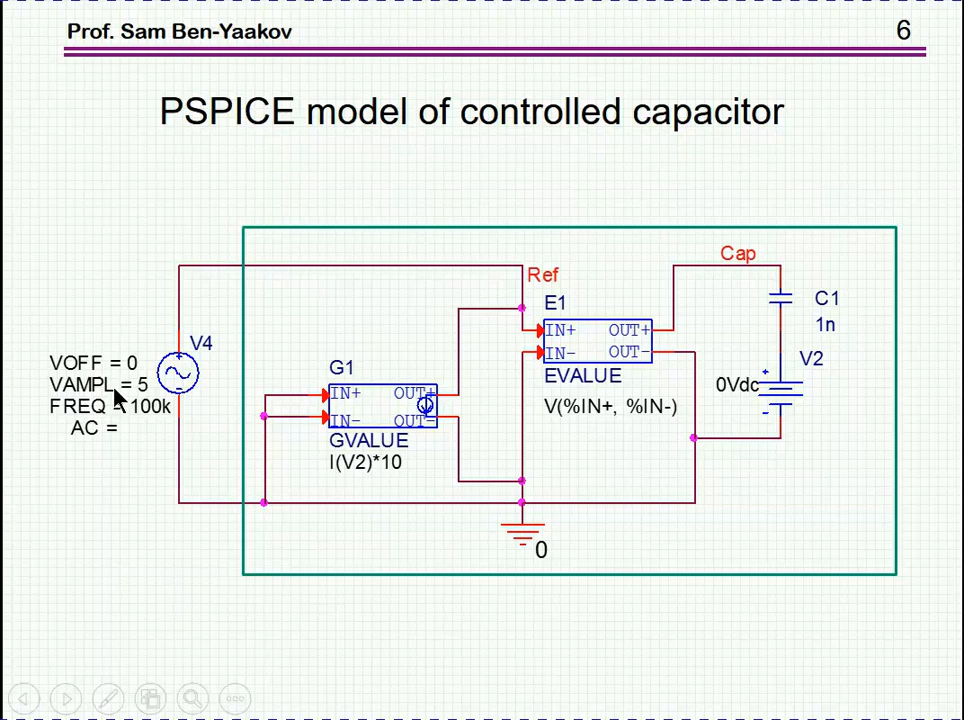 Prof. Sam Ben-Yaakov
6
PSPICE model of controlled capacitor
Cap
Ref
E1
C1
1n
IN+ OUT+
IN- OUT-
EVALUE
V(%IN+, %IN-)
V2
0Vdc
V4
VOFF = 0
VAMPL = 5
FREQ = 100k
AC =
G1
IN+ OUT+
IN- OUT-
GVALUE
I(V2)*10
0